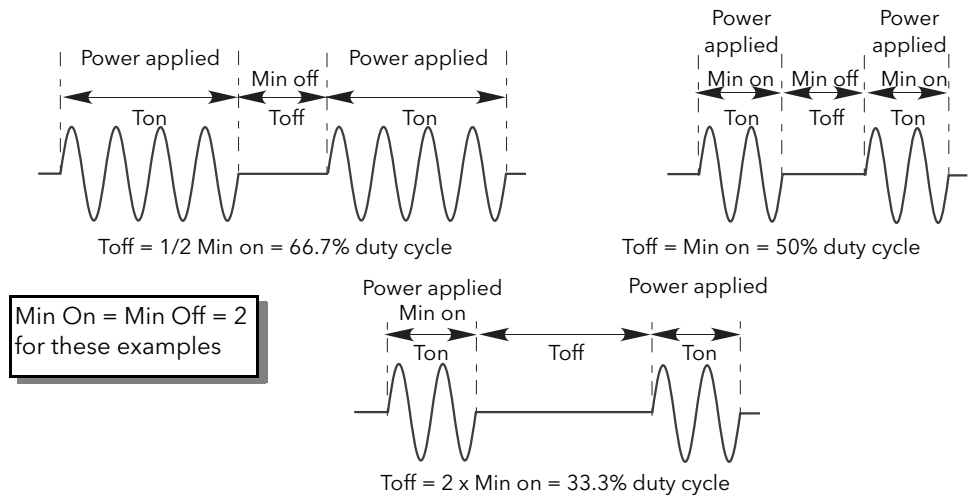 Power applied
Min off
Power applied
Ton
Toff
Ton
Toff = 1/2 Min on = 66.7% duty cycle
Power
applied
Power
applied
Min on
Min off
Min on
Ton
Toff
Ton
Toff = Min on = 50% duty cycle
Min On = Min Off = 2
for these examples
Power applied
Min on
Power applied
Ton
Toff
Ton
Toff = 2 x Min on = 33.3% duty cycle